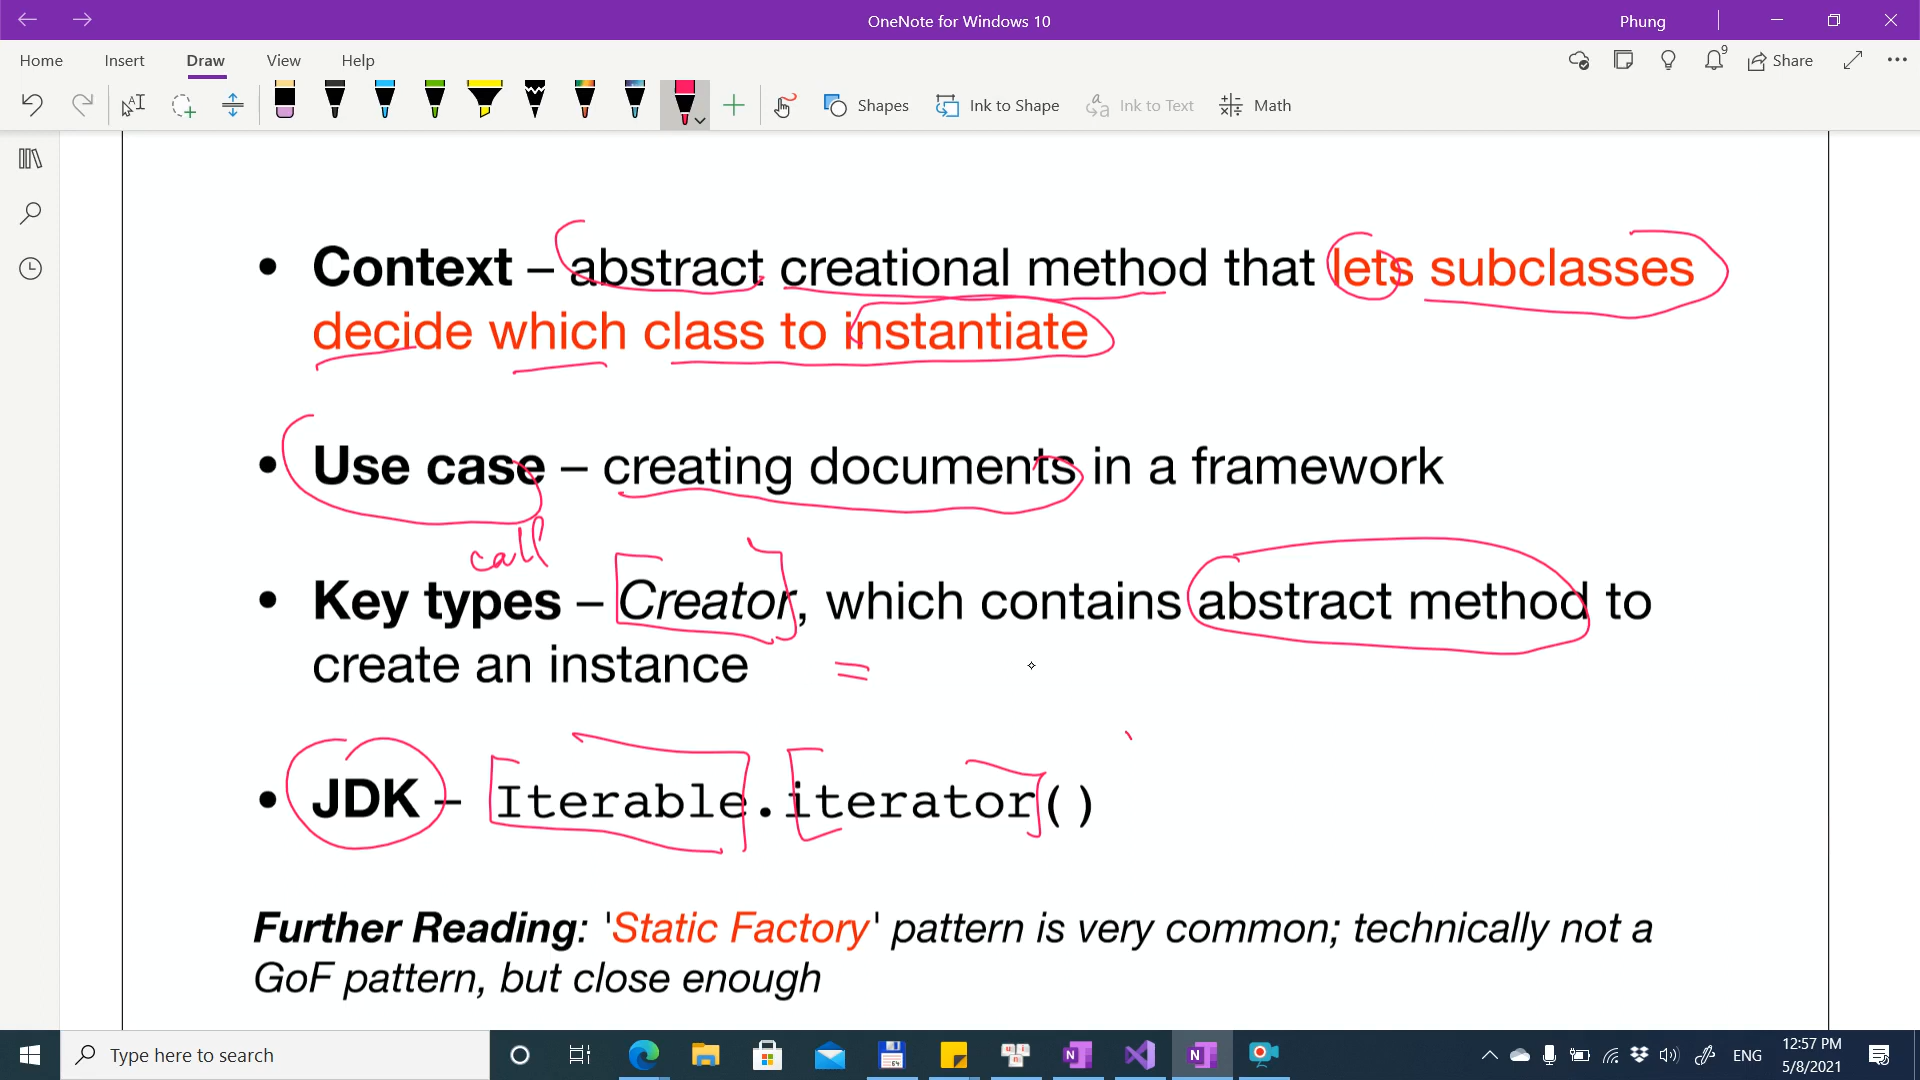 OneNote for Windows 10
Phung
Home Insert Draw View Help
9
Share
Shapes Ink to Shape Ink to Text Math
• Context – abstract creational method that lets subclasses
decide which class to instantiate
• Use case – creating documents in a framework
call
• Key types – Creator, which contains abstract method to
create an instance =
• JDK – Iterable.iterator()
Further Reading: 'Static Factory' pattern is very common; technically not a
GoF pattern, but close enough
Type here to search
ENG
12:57 PM
5/8/2021